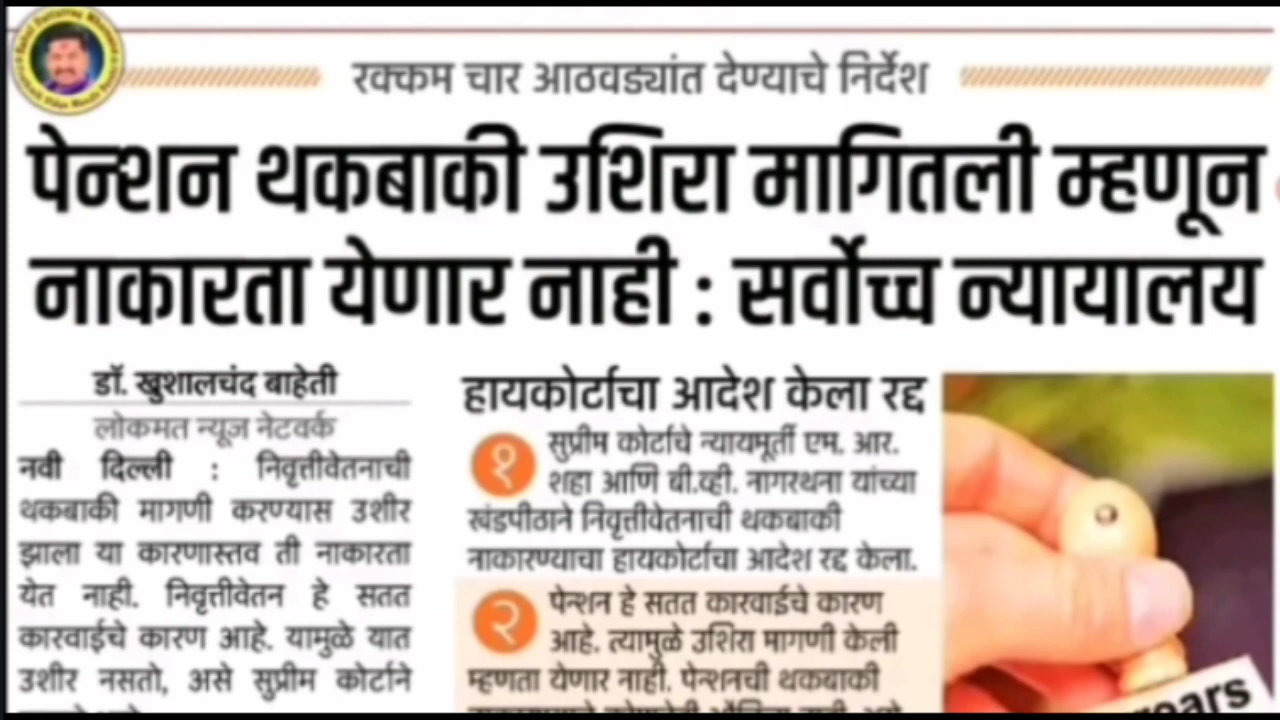 रक्कम चार आठवड्यांत देण्याचे निर्देश
पेन्शन थकबाकी उशिरा मागितली म्हणून
नाकारता येणार नाही : सर्वोच्च न्यायालय
डॉ. खुशालचंद बाहेती
लोकमत न्यूज नेटवर्क
नवी दिल्ली : निवृत्तीवेतनाची
थकबाकी मागणी करण्यास उशीर
झाला या कारणास्तव ती नाकारता
येत नाही. निवृत्तीवेतन हे सतत
कारवाईचे कारण आहे. यामुळे यात
उशीर नसतो, असे सुप्रीम कोर्टाने
हायकोर्टाचा आदेश केला रद्द
१ सुप्रीम कोर्टाचे न्यायमूर्ती एम. आर.
शहा आणि बी.व्ही. नागरथना यांच्या
खंडपीठाने निवृत्तीवेतनाची थकबाकी
नाकारण्याचा हायकोर्टाचा आदेश रद्द केला.
२ पेन्शन हे सतत कारवाईचे कारण
आहे. त्यामुळे उशिरा मागणी केली
म्हणता येणार नाही. पेन्शनची थकबाकी